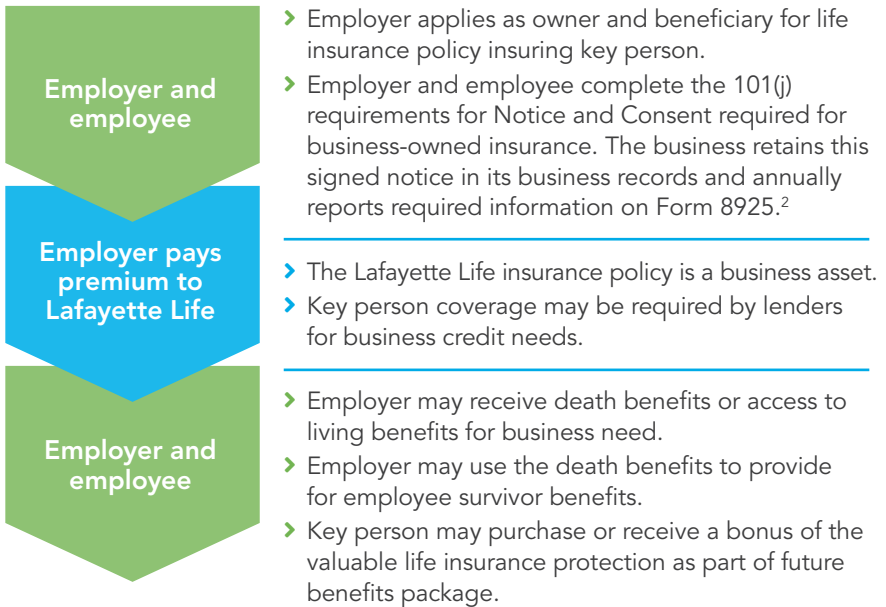 Employer and
employee
> Employer applies as owner and beneficiary for life
insurance policy insuring key person.
> Employer and employee complete the 101(j)
requirements for Notice and Consent required for
business-owned insurance. The business retains this
signed notice in its business records and annually
reports required information on Form 8925.²
Employer pays
premium to
Lafayette Life
> The Lafayette Life insurance policy is a business asset.
> Key person coverage may be required by lenders
for business credit needs.
Employer and
employee
> Employer may receive death benefits or access to
living benefits for business need.
> Employer may use the death benefits to provide
for employee survivor benefits.
> Key person may purchase or receive a bonus of the
valuable life insurance protection as part of future
benefits package.